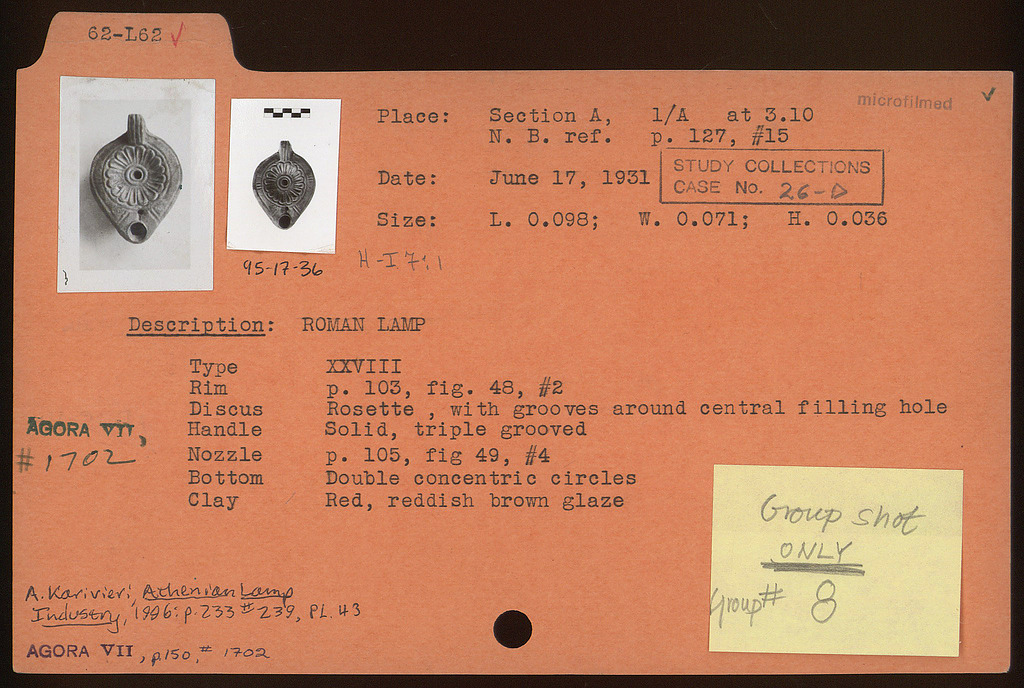 62-L62 ✓
microfilmed ✓
Place: Section A, 1/A at 3.10
N. B. ref. p. 127, #15
STUDY COLLECTIONS
CASE No. 26-D
Date: June 17, 1931
Size: L. 0.098; W. 0.071; H. 0.036
95-17-36
Description: ROMAN LAMP
Type XXVIII
Rim p. 103, fig. 48, #2
Discus Rosette , with grooves around central filling hole
Handle Solid, triple grooved
Nozzle p. 105, fig 49, #4
Bottom Double concentric circles
Clay Red, reddish brown glaze
AGORA VII,
# 1702
Group shot
ONLY
Group# 8
A. Karivieri, Athenian Lamp
Industry, 1996: p. 233 # 239, PL. 43
AGORA VII, p150, # 1702